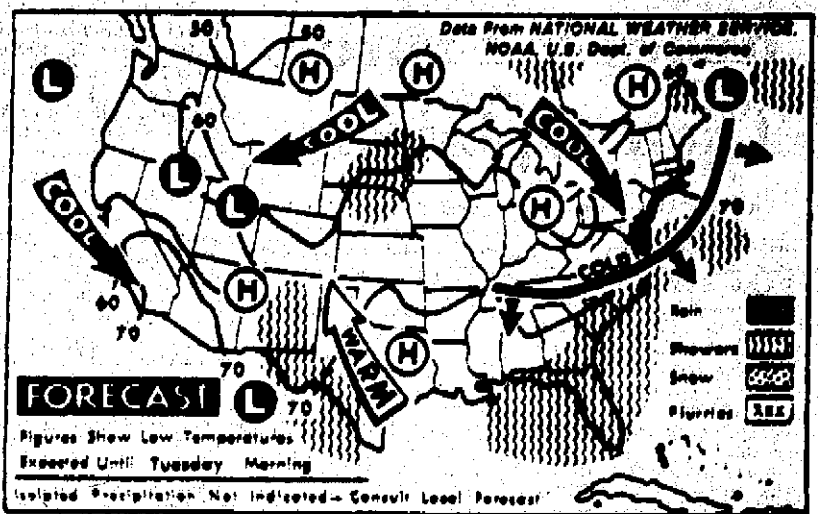 Data From NATIONAL WEATHER SERVICE,
NOAA, U.S. Dept. of Commerce
50
50
60
L
H
H
H
L
60
COOL
COOL
L
L
H
70
COOL
COLD
H
60
70
WARM
H
Rain
Showers
Snow
Flurries
70
L
70
FORECAST
Figures Show Low Temperatures
Expected Until Tuesday Morning
Isolated Precipitation Not Indicated – Consult Local Forecast